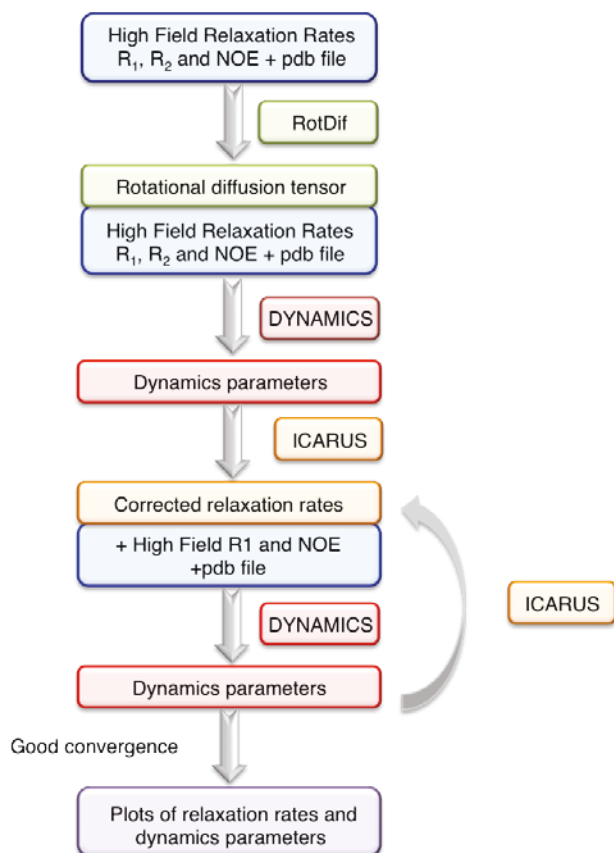 High Field Relaxation Rates
R₁, R₂ and NOE + pdb file
RotDif
Rotational diffusion tensor
High Field Relaxation Rates
R₁, R₂ and NOE + pdb file
DYNAMICS
Dynamics parameters
ICARUS
Corrected relaxation rates
+ High Field R1 and NOE
+pdb file
ICARUS
DYNAMICS
Dynamics parameters
Good convergence
Plots of relaxation rates and
dynamics parameters